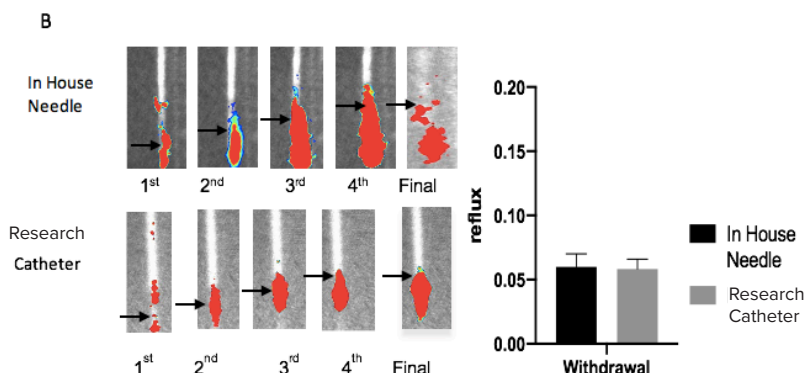 B
In House
Needle
1st 2nd 3rd 4th Final
Research
Catheter
1st 2nd 3rd 4th Final
reflux
0.20
0.15
0.10
0.05
0.00
Withdrawal
In House
Needle
Research
Catheter